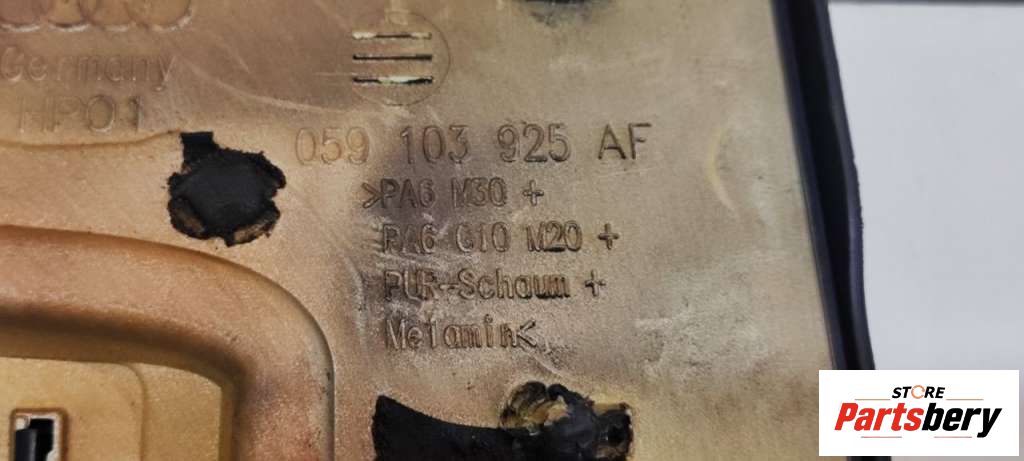 Germany
HP01
059 103 925 AF
>PA6 M30 +
PA6 G10 M20 +
PUR-Schaum +
Melamin<
STORE
Partsbery